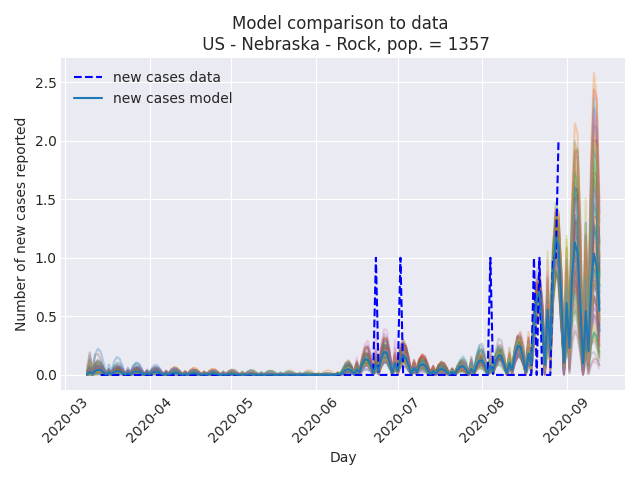 Model comparison to data
US - Nebraska - Rock, pop. = 1357
new cases data
new cases model
Number of new cases reported
2.5
2.0
1.5
1.0
0.5
0.0
2020-03
2020-04
2020-05
2020-06
2020-07
2020-08
2020-09
Day